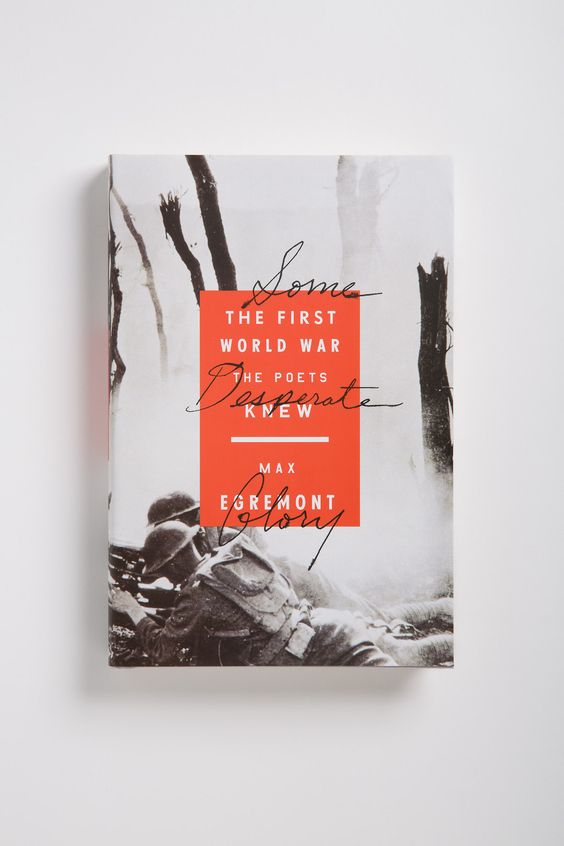 Some
THE FIRST
WORLD WAR
THE POETS
Desperate
KNEW
MAX
EGREMONT
Glory